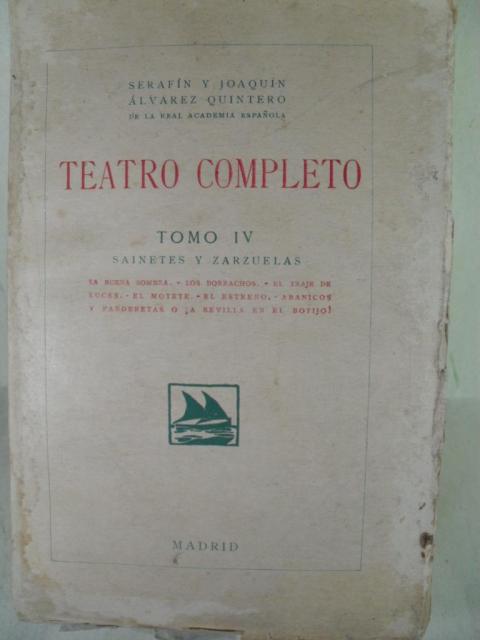 SERAFÍN Y JOAQUÍN
ÁLVAREZ QUINTERO
DE LA REAL ACADEMIA ESPAÑOLA
TEATRO COMPLETO
TOMO IV
SAINETES Y ZARZUELAS
LA BUENA SOMBRA. - LOS BORRACHOS. - EL TRAJE DE
LUCES. - EL MOTETE. - EL ESTRENO. - ABANICOS
Y PANDERETAS O ¡A SEVILLA EN EL BOTIJO!
MADRID